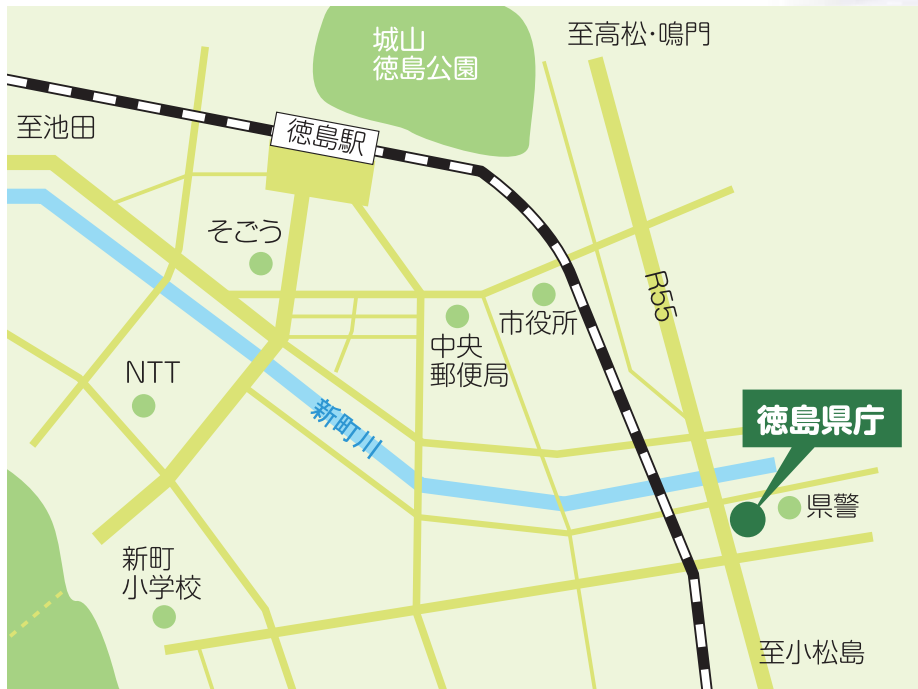 城山
徳島公園
至高松・鳴門
至池田
徳島駅
そごう
R55
市役所
中央
郵便局
NTT
新町川
徳島県庁
県警
新町
小学校
至小松島